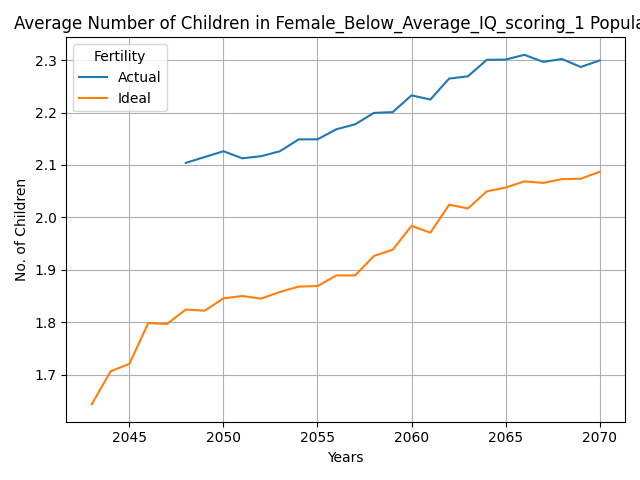 Average Number of Children in Female_Below_Average_IQ_scoring_1 Popula
Fertility
Actual
Ideal
No. of Children
2.3
2.2
2.1
2.0
1.9
1.8
1.7
2045 2050 2055 2060 2065 2070
Years